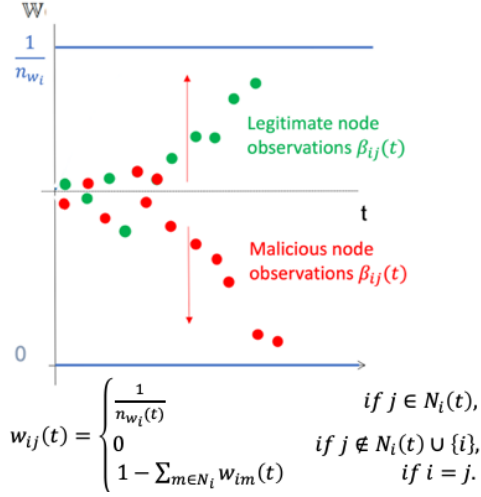 𝕎
1
n_{w_i}
Legitimate node
observations β_{ij}(t)
t
Malicious node
observations β_{ij}(t)
0
w_{ij}(t) = {
1/n_{w_i}(t) if j ∈ N_i(t),
0 if j ∉ N_i(t) ∪ {i},
1 − ∑_{m∈N_i} w_{im}(t) if i = j.